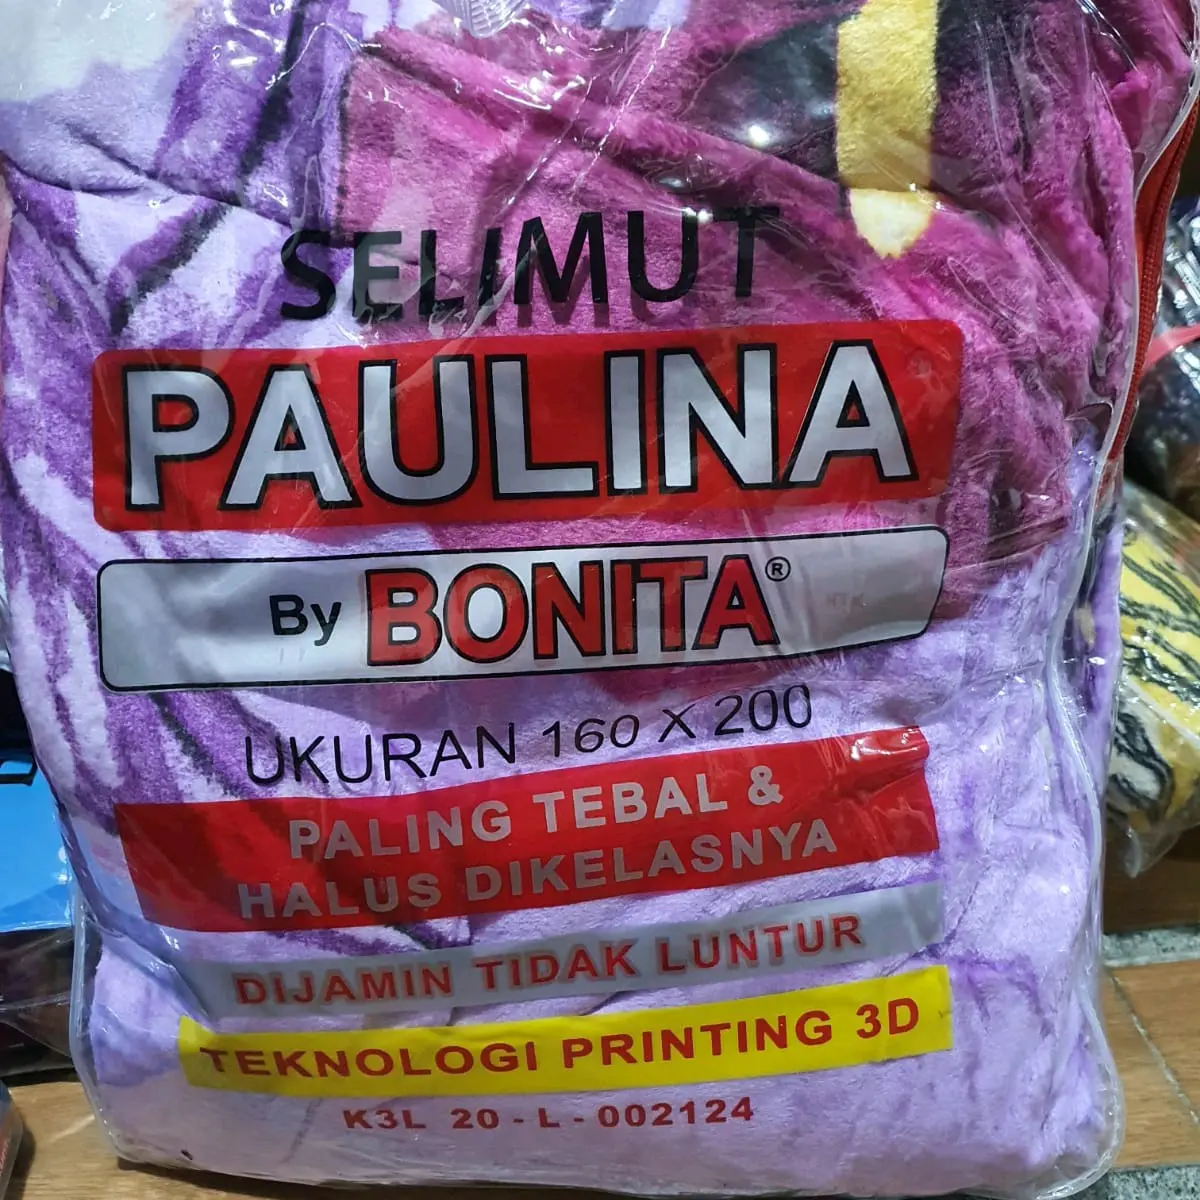 SELIMUT
PAULINA
By BONITA®
UKURAN 160 X 200
PALING TEBAL &
HALUS DIKELASNYA
DIJAMIN TIDAK LUNTUR
TEKNOLOGI PRINTING 3D
K3L 20 - L - 002124